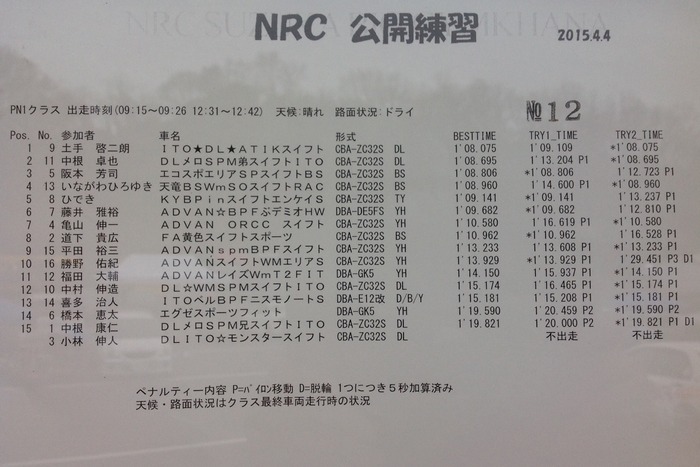 NRC 公開練習
2015.4.4
PN1クラス 出走時刻(09:15～09:26 12:31～12:42) 天候:晴れ 路面状況:ドライ №12
Pos. No. 参加者 車名 形式 BESTTIME TRY1_TIME TRY2_TIME
1 9 土手 啓二朗 ITO★DL★ATIKスイフト CBA-ZC32S DL 1'08.075 1'09.109 *1'08.075
2 11 中根 卓也 DLメロSPM弟スイフトITO CBA-ZC32S DL 1'08.695 1'13.204 P1 *1'08.695
3 5 阪本 芳司 エコスポエリアSPスイフトBS CBA-ZC32S BS 1'08.806 *1'08.806 1'12.723 P1
4 13 いながわひろゆき 天竜BSWmSOスイフトRAC CBA-ZC32S BS 1'08.960 1'14.600 P1 *1'08.960
5 8 ひでき KYBPinスイフトエンケイS CBA-ZC32S TY 1'09.141 *1'09.141 1'13.237 P1
6 7 藤井 雅裕 ADVAN☆BPFぷデミオHW DBA-DE5FS YH 1'09.682 *1'09.682 1'12.810 P1
7 4 亀山 伸一 ADVAN ORCC スイフト CBA-ZC32S YH 1'10.580 1'16.619 P1 *1'10.580
8 2 道下 貴広 FA黄色スイフトスポーツ CBA-ZC32S BS 1'10.962 *1'10.962 1'16.528 P1
9 15 平田 裕三 ADVANspmBPFスイフト CBA-ZC32S YH 1'13.233 1'13.608 P1 *1'13.233 P1
10 16 勝野 佑紀 ADVANスイフトWMエリアS CBA-ZC32S YH 1'13.929 *1'13.929 P1 1'29.451 P3 D1
11 12 福田 大輔 ADVANレイズWmT2FIT DBA-GK5 YH 1'14.150 1'15.937 P1 *1'14.150 P1
12 10 中村 伸造 DL☆WMSPMスイフトITO CBA-ZC32S DL 1'15.174 1'16.465 P1 *1'15.174 P1
13 14 喜多 治人 ITOベルBPFニスモノートS DBA-E12改 D/B/Y 1'15.181 1'15.208 P1 *1'15.181 P1
14 6 橋本 恵太 エグゼスポーツフィット DBA-GK5 YH 1'19.590 1'20.459 P2 *1'19.590 P2
15 1 中根 康仁 DLメロSPM兄スイフトITO CBA-ZC32S DL 1'19.821 1'20.000 P2 *1'19.821 P1 D1
3 小林 伸人 DLITO☆モンスタースイフト CBA-ZC32S DL 不出走 不出走
ペナルティー内容 P=ﾊﾟｲﾛﾝ移動 D=脱輪 1つにつき5秒加算済み
天候・路面状況はクラス最終車両走行時の状況